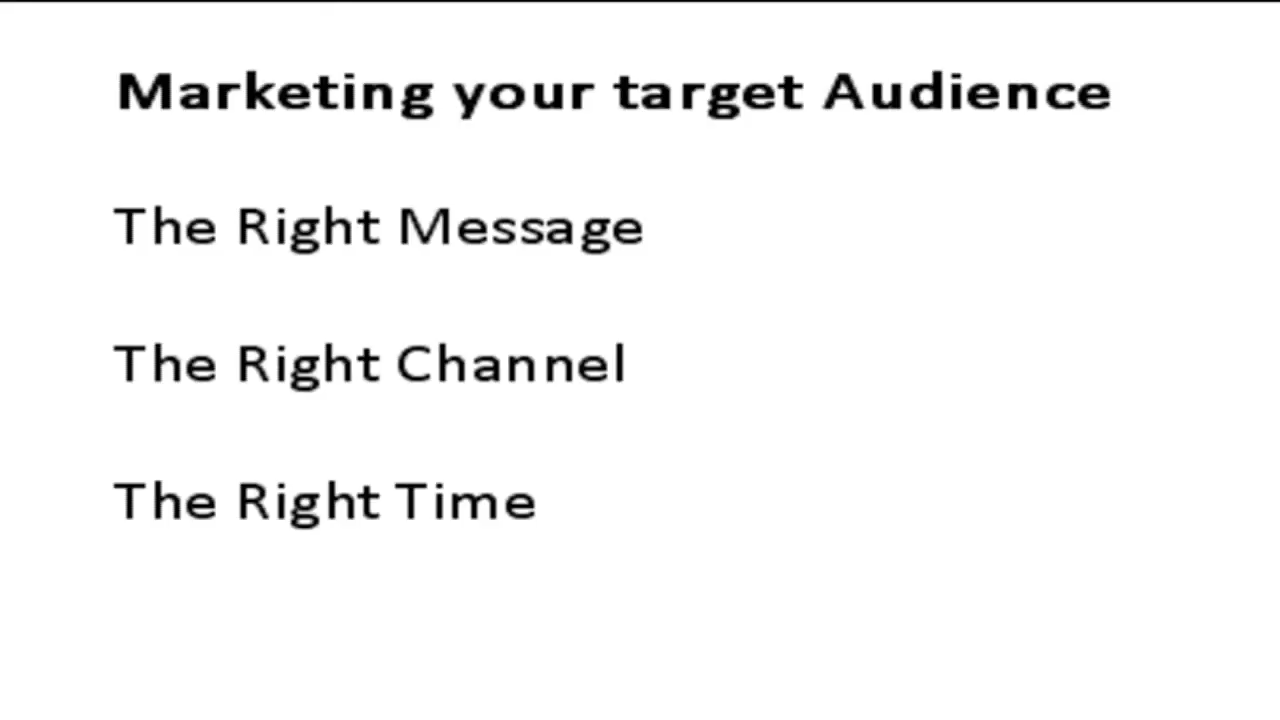 Marketing your target Audience
The Right Message
The Right Channel
The Right Time